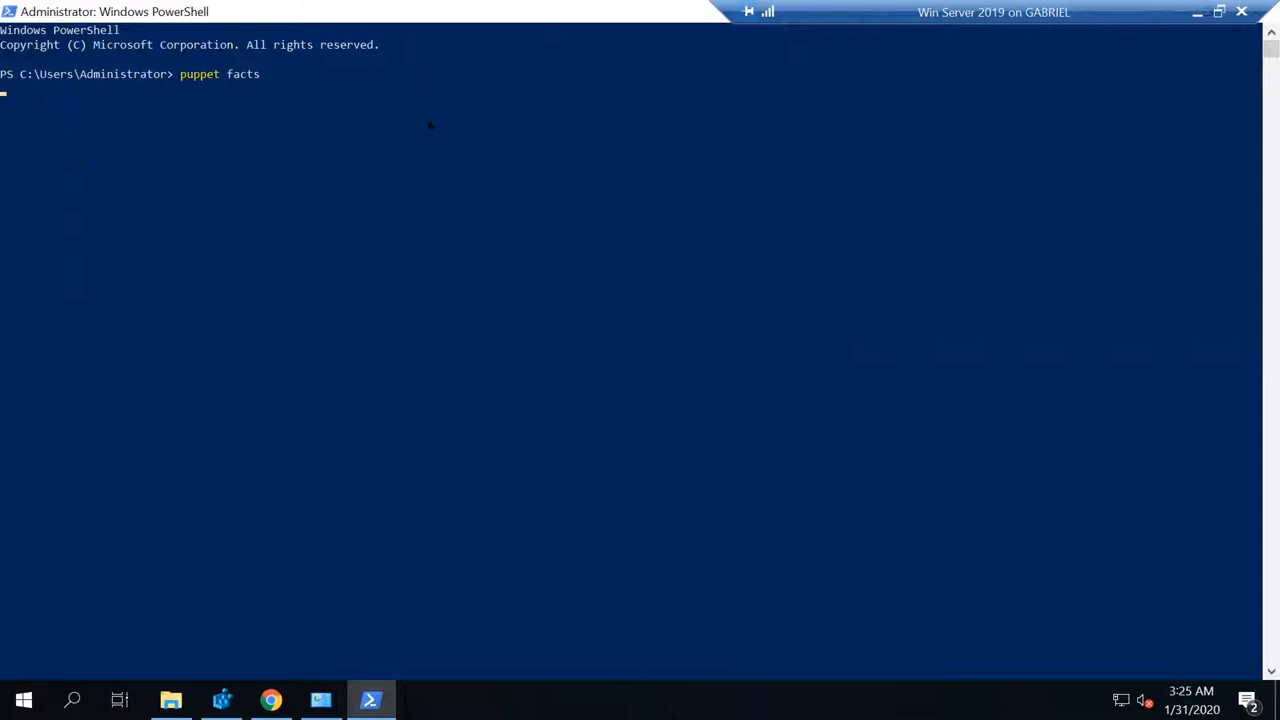 Administrator: Windows PowerShell
Win Server 2019 on GABRIEL
Windows PowerShell
Copyright (C) Microsoft Corporation. All rights reserved.
PS C:\Users\Administrator> puppet facts
3:25 AM
1/31/2020
2